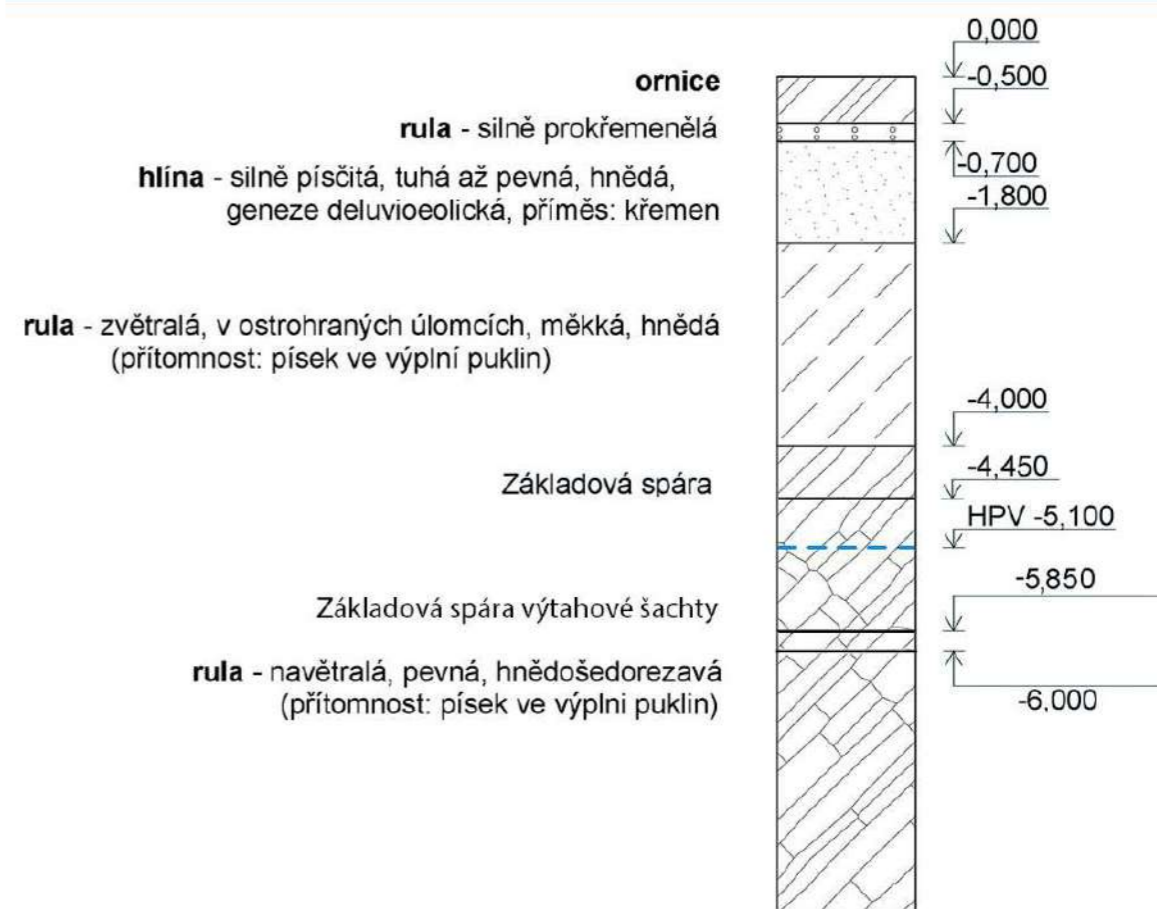 0,000
ornice
-0,500
rula - silně prokřemenělá
-0,700
hlína - silně písčitá, tuhá až pevná, hnědá,
geneze deluvioeolická, příměs: křemen
-1,800
rula - zvětralá, v ostrohraných úlomcích, měkká, hnědá
(přítomnost: písek ve výplní puklin)
-4,000
Základová spára
-4,450
HPV -5,100
-5,850
Základová spára výtahové šachty
rula - navětralá, pevná, hnědošedorezavá
(přítomnost: písek ve výplni puklin)
-6,000